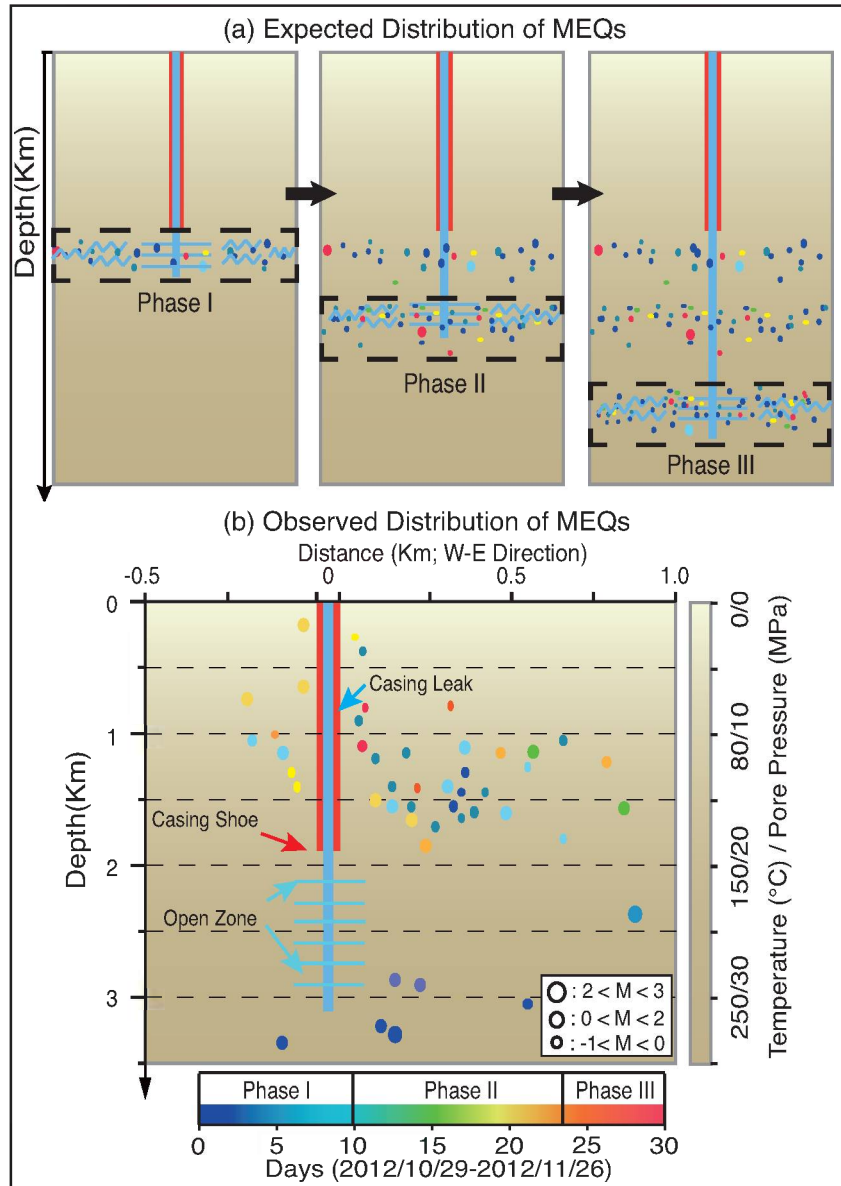 (a) Expected Distribution of MEQs
Depth(Km)
Phase I
Phase II
Phase III
(b) Observed Distribution of MEQs
Distance (Km; W-E Direction)
-0.5 0 0.5 1.0
0
1
2
3
Depth(Km)
Casing Leak
Casing Shoe
Open Zone
: 2 < M < 3
: 0 < M < 2
: -1 < M < 0
0/0
80/10
150/20
250/30
Temperature (°C) / Pore Pressure (MPa)
Phase I Phase II Phase III
0 5 10 15 20 25 30
Days (2012/10/29-2012/11/26)